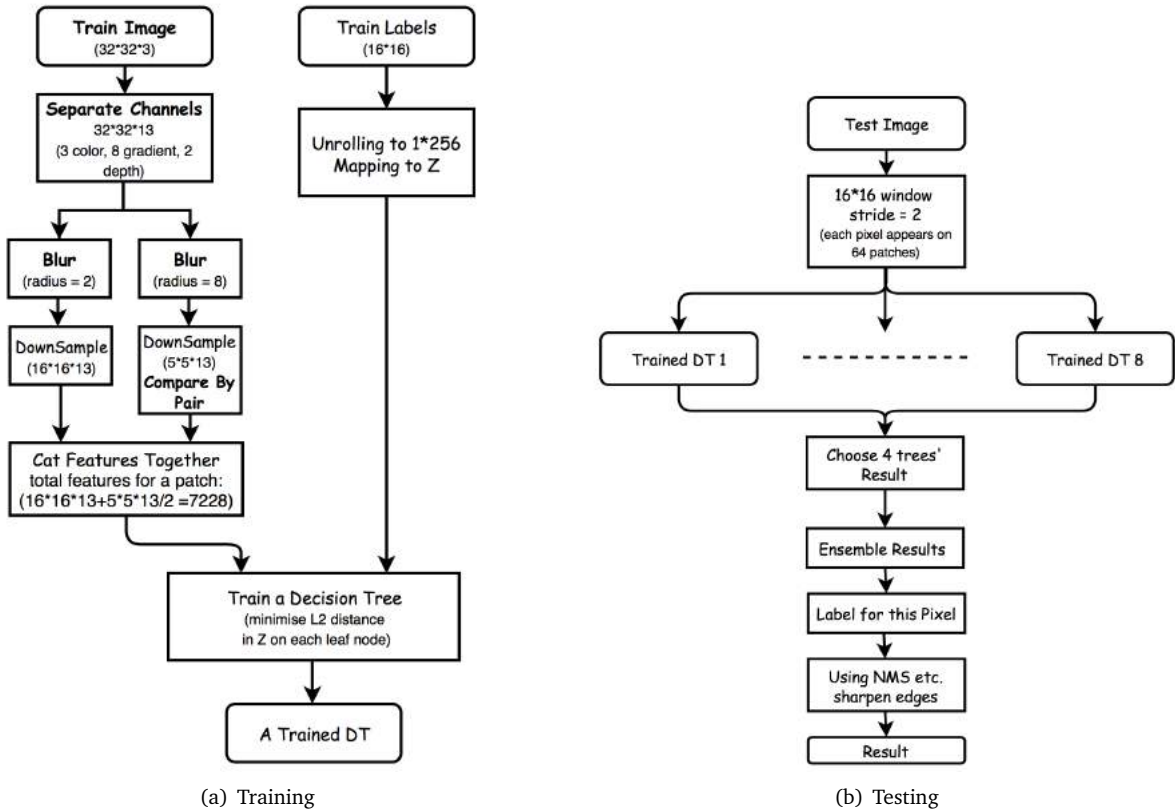 Train Image
(32*32*3)
Separate Channels
32*32*13
(3 color, 8 gradient, 2
depth)
Blur
(radius = 2)
Blur
(radius = 8)
DownSample
(16*16*13)
DownSample
(5*5*13)
Compare By
Pair
Cat Features Together
total features for a patch:
(16*16*13+5*5*13/2 =7228)
Train Labels
(16*16)
Unrolling to 1*256
Mapping to Z
Train a Decision Tree
(minimise L2 distance
in Z on each leaf node)
A Trained DT
(a) Training
Test Image
16*16 window
stride = 2
(each pixel appears on
64 patches)
Trained DT 1
Trained DT 8
Choose 4 trees'
Result
Ensemble Results
Label for this Pixel
Using NMS etc.
sharpen edges
Result
(b) Testing